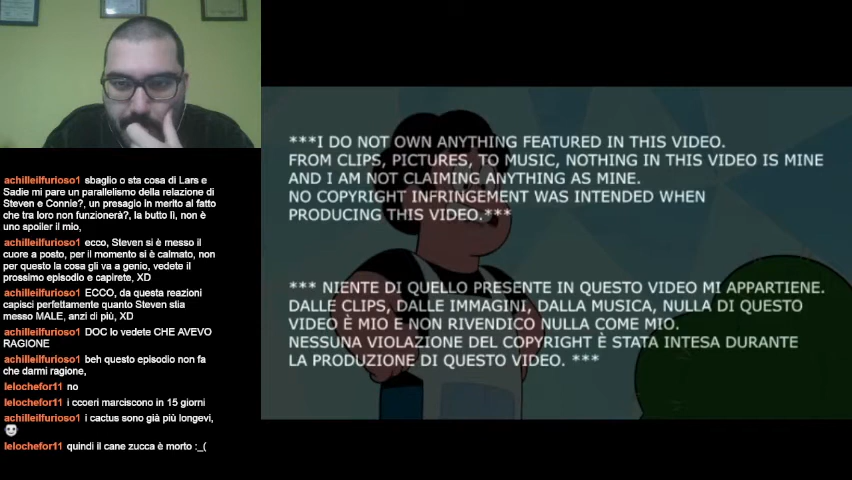 achilleilfurioso1 sbaglio o sta cosa di Lars e
Sadie mi pare un parallelismo della relazione di
Steven e Connie?, un presagio in merito al fatto
che tra loro non funzionerà?, la butto lì, non è
uno spoiler il mio,
achilleilfurioso1 ecco, Steven si è messo il
cuore a posto, per il momento si è calmato, non
per questo la cosa gli va a genio, vedete il
prossimo episodio e capirete, XD
achilleilfurioso1 ECCO, da questa reazioni
capisci perfettamente quanto Steven stia
messo MALE, anzi di più, XD
achilleilfurioso1 DOC lo vedete CHE AVEVO
RAGIONE
achilleilfurioso1 beh questo episodio non fa
che darmi ragione,
lelochefor11 no
lelochefor11 i ccoeri marciscono in 15 giorni
achilleilfurioso1 i cactus sono già più longevi,
lelochefor11 quindi il cane zucca è morto :_(
***I DO NOT OWN ANYTHING FEATURED IN THIS VIDEO.
FROM CLIPS, PICTURES, TO MUSIC, NOTHING IN THIS VIDEO IS MINE
AND I AM NOT CLAIMING ANYTHING AS MINE.
NO COPYRIGHT INFRINGEMENT WAS INTENDED WHEN
PRODUCING THIS VIDEO.***
*** NIENTE DI QUELLO PRESENTE IN QUESTO VIDEO MI APPARTIENE.
DALLE CLIPS, DALLE IMMAGINI, DALLA MUSICA, NULLA DI QUESTO
VIDEO È MIO E NON RIVENDICO NULLA COME MIO.
NESSUNA VIOLAZIONE DEL COPYRIGHT È STATA INTESA DURANTE
LA PRODUZIONE DI QUESTO VIDEO. ***